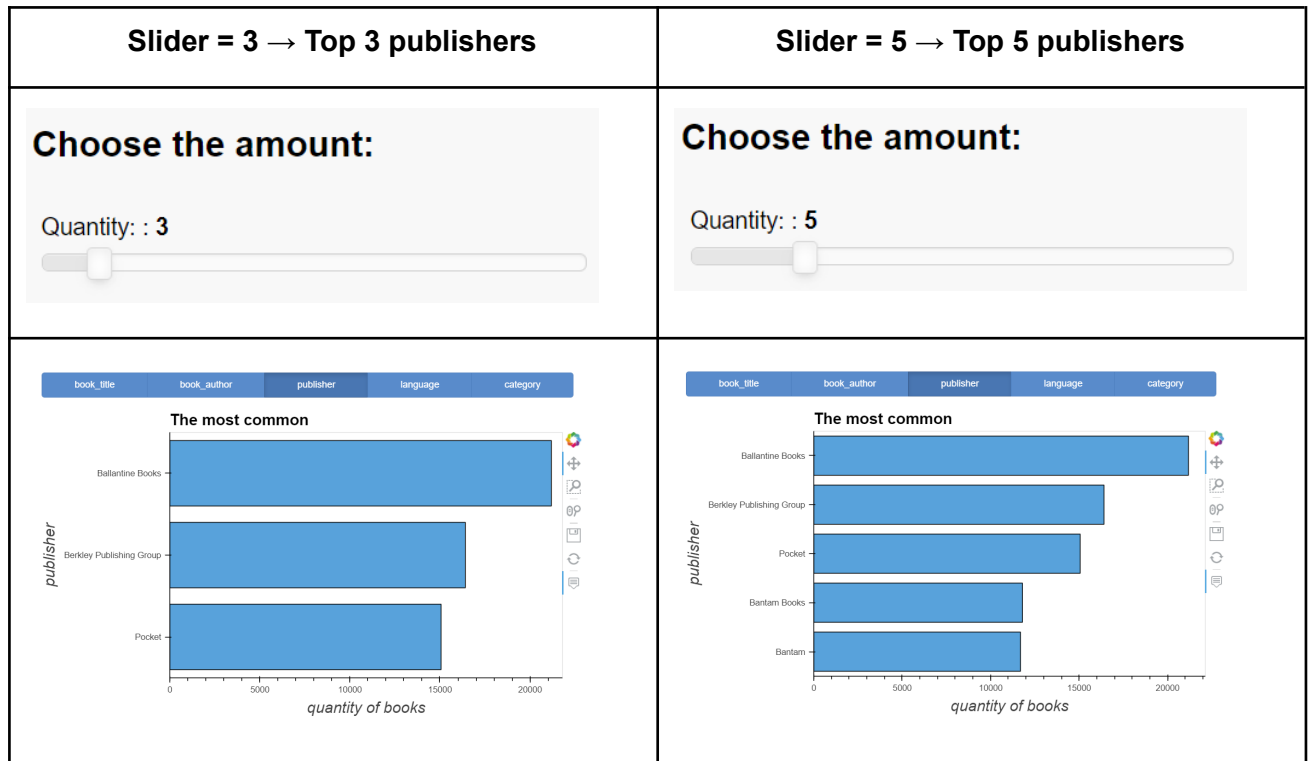 Slider = 3 → Top 3 publishers
Slider = 5 → Top 5 publishers
Choose the amount:
Quantity: : 3
Choose the amount:
Quantity: : 5
book_title book_author publisher language category
The most common
Ballantine Books
Berkley Publishing Group
Pocket
publisher
0 5000 10000 15000 20000
quantity of books
book_title book_author publisher language category
The most common
Ballantine Books
Berkley Publishing Group
Pocket
Bantam Books
Bantam
publisher
0 5000 10000 15000 20000
quantity of books